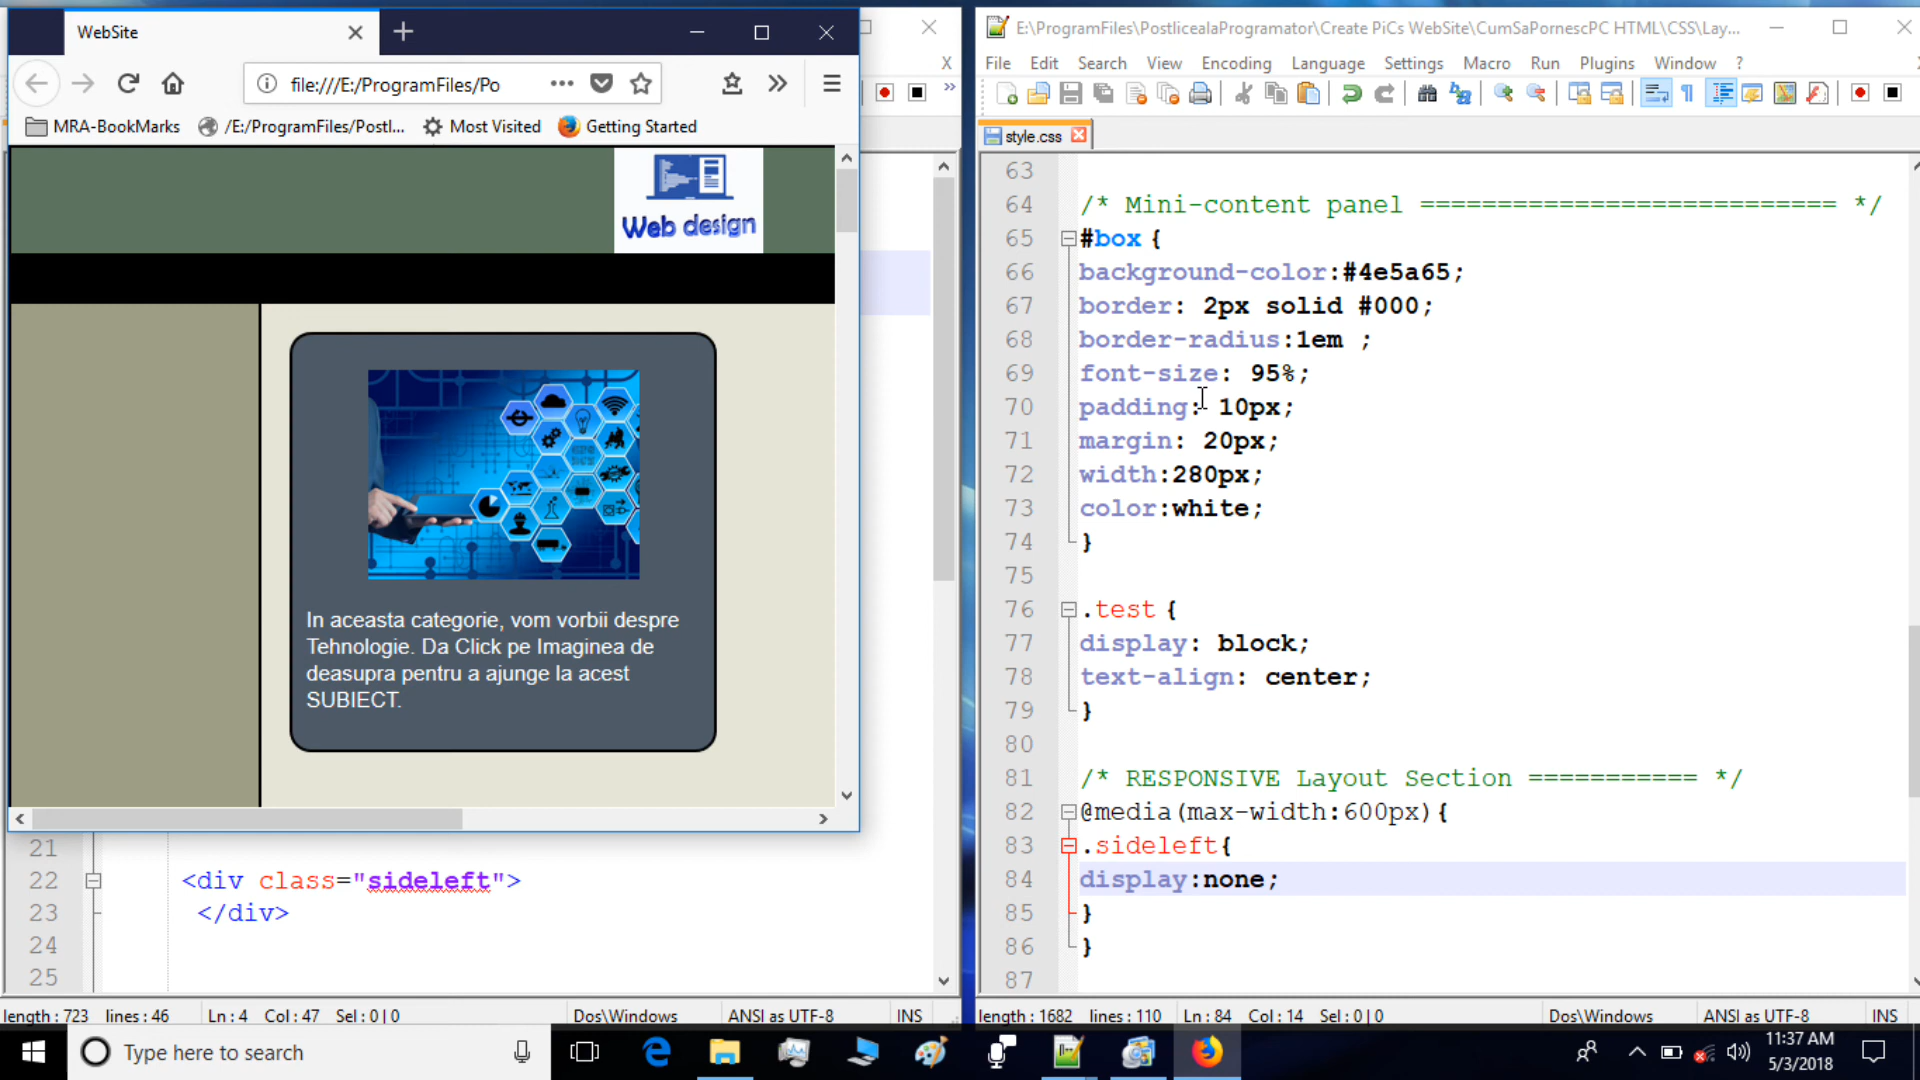 WebSite
file:///E:/ProgramFiles/Po
MRA-BookMarks
/E:/ProgramFiles/Postl...
Most Visited
Getting Started
Web design
In aceasta categorie, vom vorbii despre
Tehnologie. Da Click pe Imaginea de
deasupra pentru a ajunge la acest
SUBIECT.
X
21
22 <div class="sideleft">
23 </div>
24
25
length : 723 lines : 46 Ln : 4 Col : 47 Sel : 0 | 0 Dos\Windows ANSI as UTF-8 INS
E:\ProgramFiles\PostlicealaProgramator\Create PiCs WebSite\CumSaPornescPC HTML\CSS\Lay...
File Edit Search View Encoding Language Settings Macro Run Plugins Window ?
style.css
63
64 /* Mini-content panel =========================== */
65 #box {
66 background-color:#4e5a65;
67 border: 2px solid #000;
68 border-radius:1em ;
69 font-size: 95%;
70 padding: 10px;
71 margin: 20px;
72 width:280px;
73 color:white;
74 }
75
76 .test {
77 display: block;
78 text-align: center;
79 }
80
81 /* RESPONSIVE Layout Section =========== */
82 @media(max-width:600px){
83 .sideleft{
84 display:none;
85 }
86 }
87
length : 1682 lines : 110 Ln : 84 Col : 14 Sel : 0 | 0 Dos\Windows ANSI as UTF-8 INS
Type here to search
11:37 AM
5/3/2018